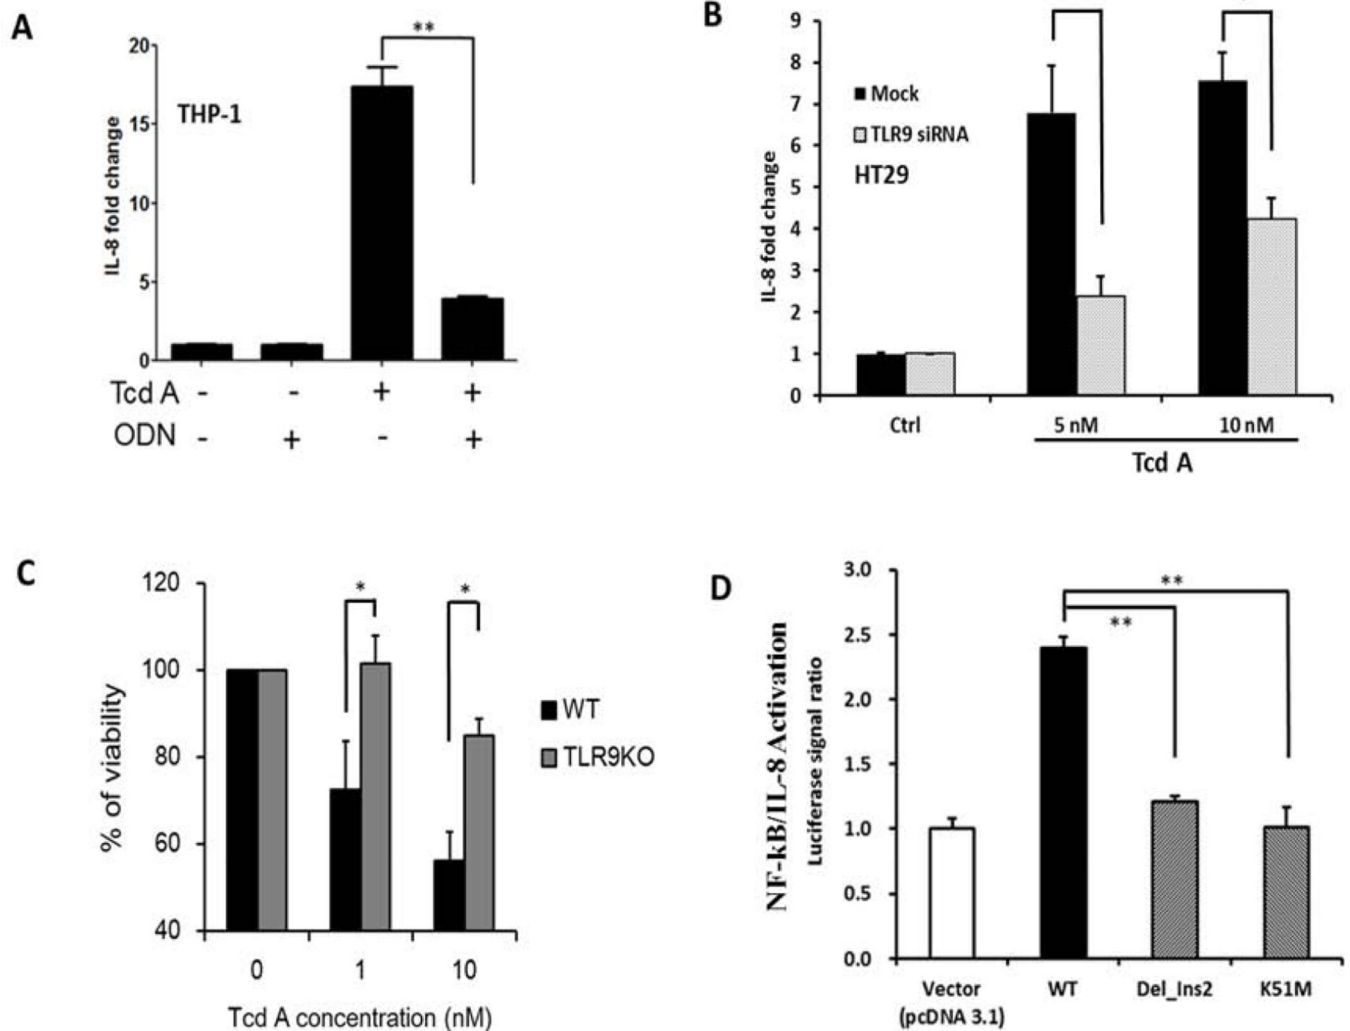 A
**
20
15
10
5
0
IL-8 fold change
THP-1
Tcd A - - + +
ODN - + - +
B
9
8
7
6
5
4
3
2
1
0
IL-8 fold change
Mock
TLR9 siRNA
HT29
Ctrl 5 nM 10 nM
Tcd A
C
120
100
80
60
40
% of viability
* *
WT
TLR9KO
0 1 10
Tcd A concentration (nM)
D
3.0
2.5
2.0
1.5
1.0
0.5
0.0
NF-kB/IL-8 Activation
Luciferase signal ratio
**
**
Vector WT Del_Ins2 K51M
(pcDNA 3.1)